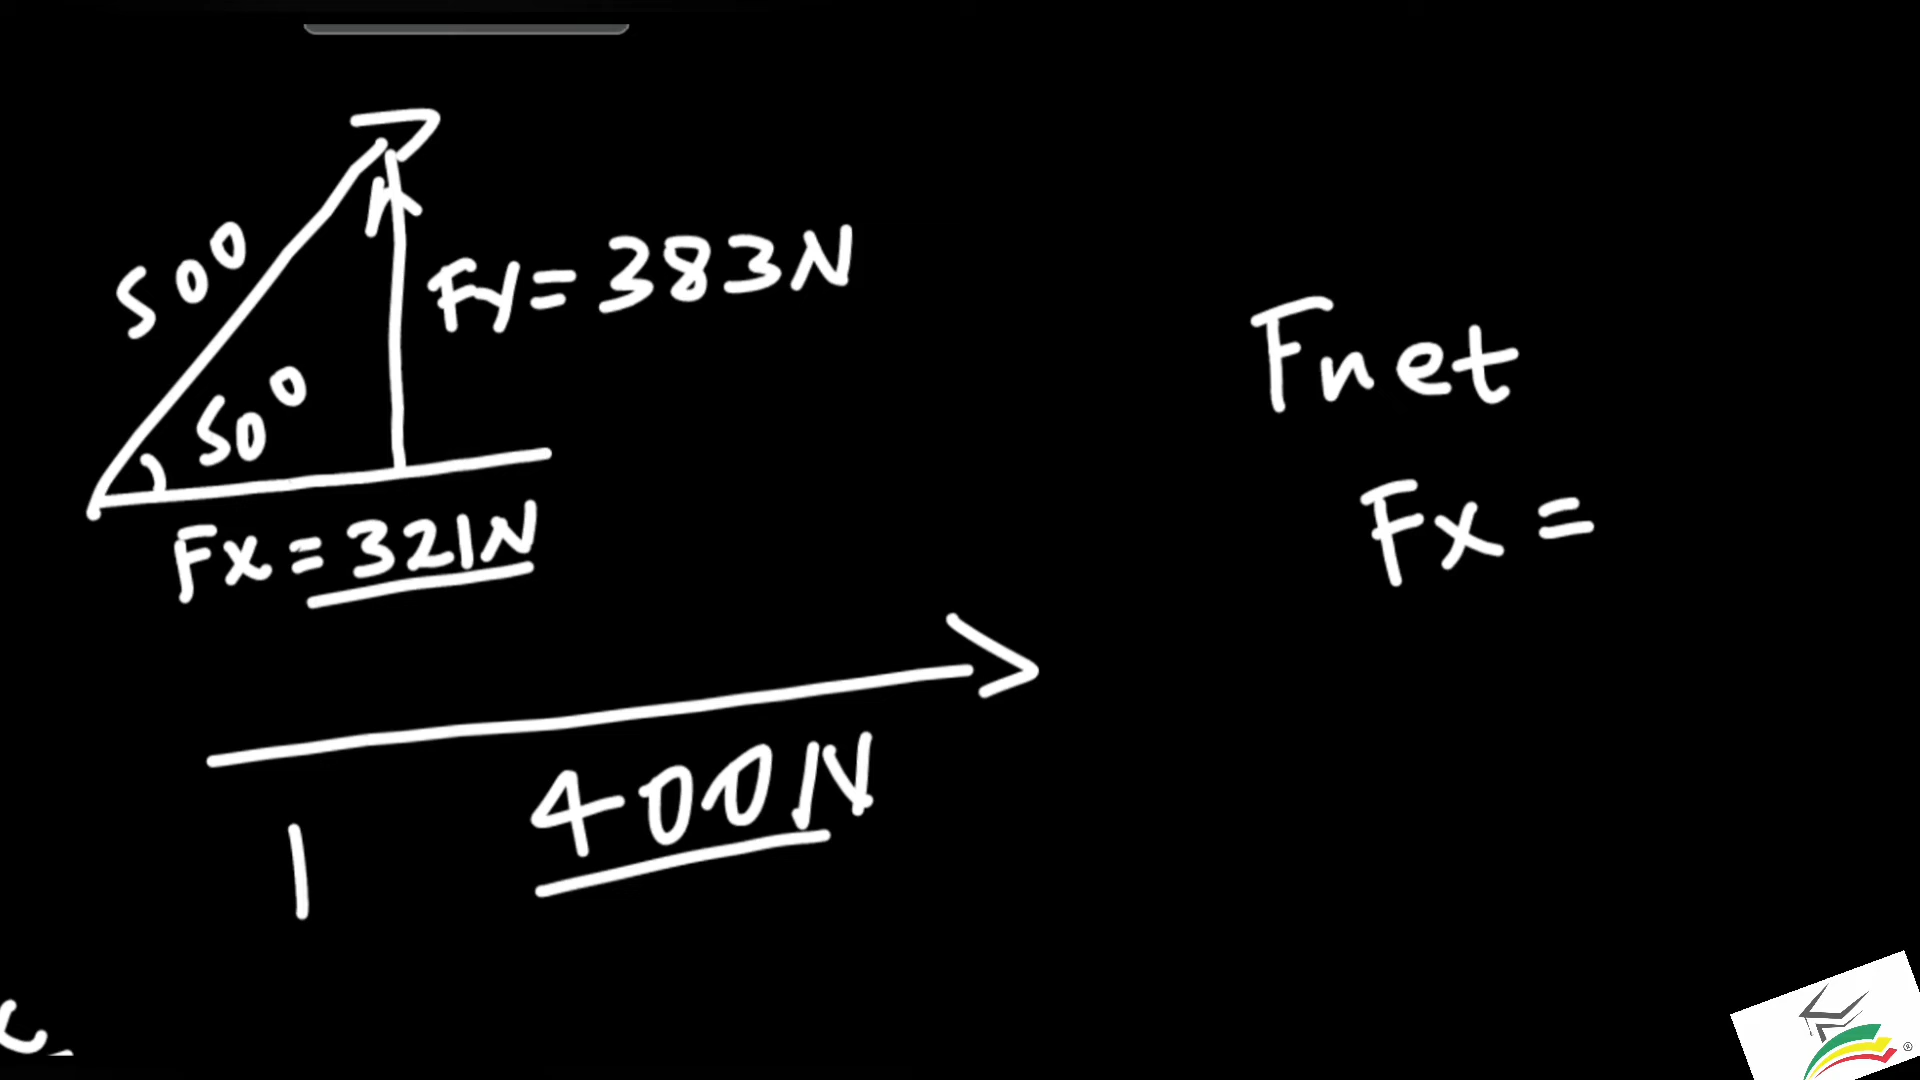 500
Fy = 383N
50°
Fx = 321N
400N
Fnet
Fx =
®